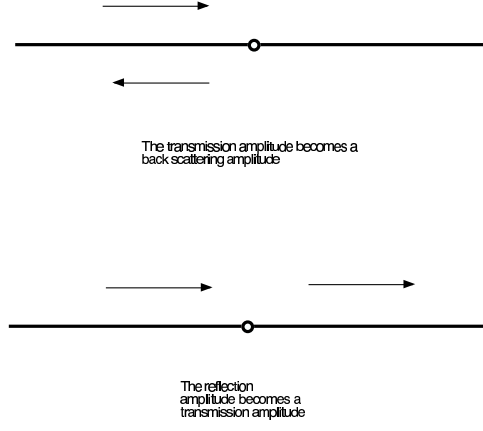 The transmission amplitude becomes a
back scattering amplitude
The reflection
amplitude becomes a
transmission amplitude